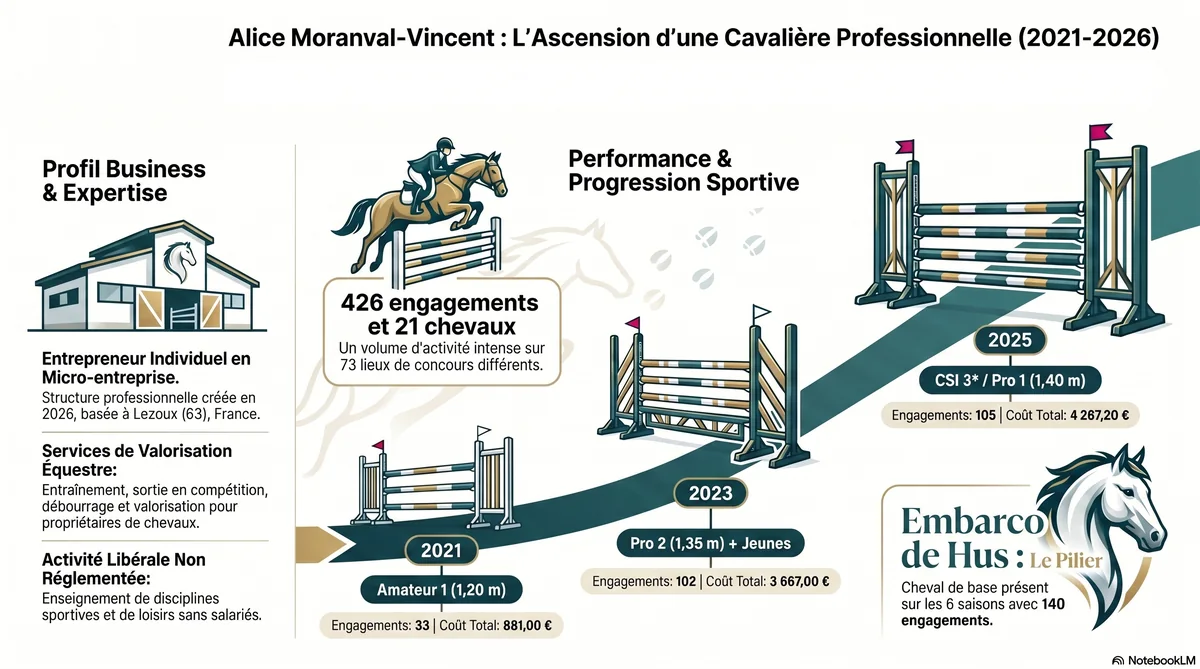 Alice Moranval-Vincent : L'Ascension d'une Cavalière Professionnelle (2021-2026)
Profil Business
& Expertise
Entrepreneur Individuel en
Micro-entreprise.
Structure professionnelle créée en
2026, basée à Lezoux (63), France.
Services de Valorisation
Équestre:
Entraînement, sortie en compétition,
débourrage et valorisation pour
propriétaires de chevaux.
Activité Libérale Non
Réglementée:
Enseignement de disciplines
sportives et de loisirs sans salariés.
Performance &
Progression Sportive
426 engagements
et 21 chevaux
Un volume d'activité intense sur
73 lieux de concours différents.
2021
Amateur 1 (1,20 m)
Engagements: 33 | Coût Total: 881,00 €
2023
Pro 2 (1,35 m) + Jeunes
Engagements: 102 | Coût Total: 3 667,00 €
2025
CSI 3* / Pro 1 (1,40 m)
Engagements: 105 | Coût Total: 4 267,20 €
Embarco
de Hus : Le Pilier
Cheval de base présent
sur les 6 saisons avec 140
engagements.
NotebookLM